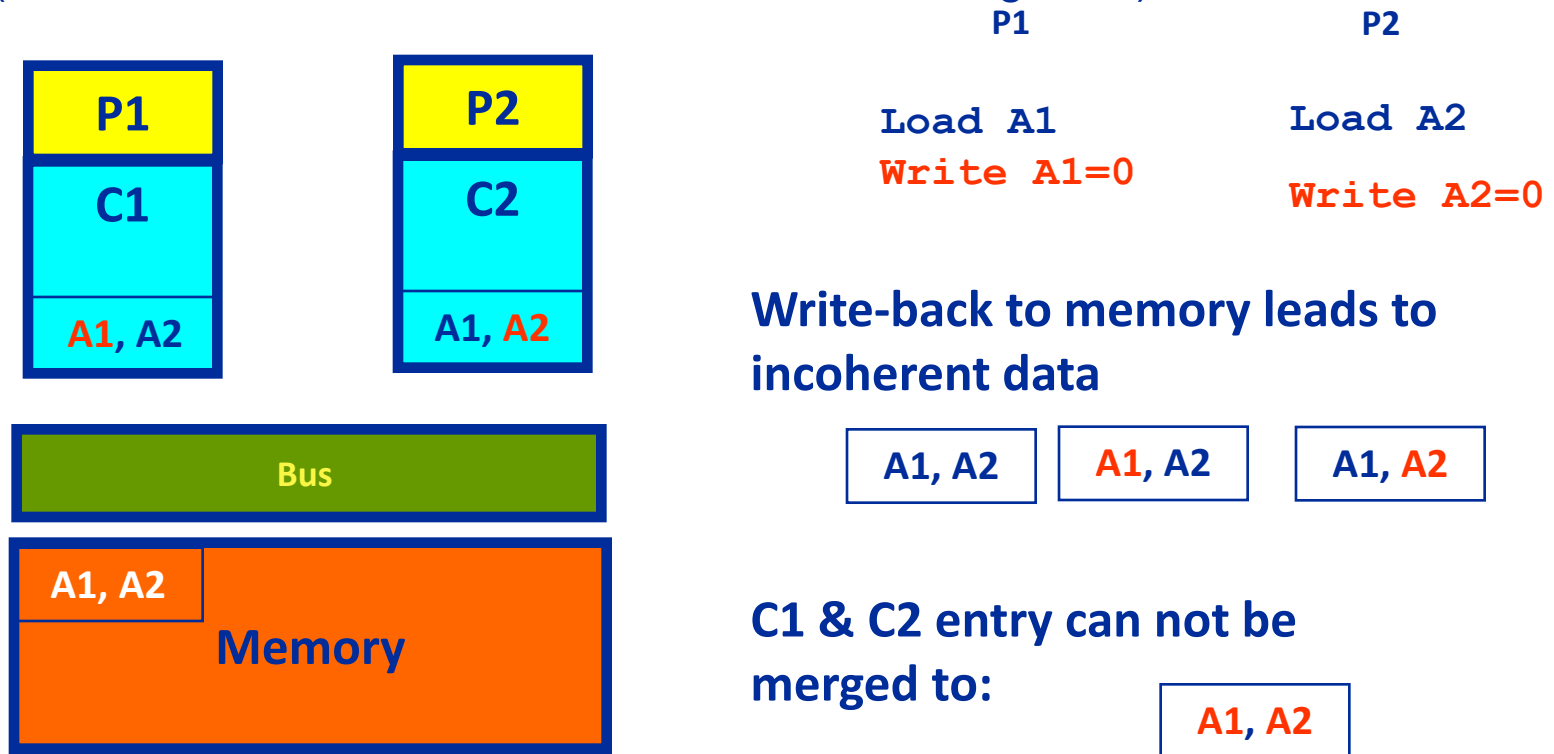 P1 P2
P1
C1
A1, A2
P2
C2
A1, A2
Bus
A1, A2
Memory
Load A1
Write A1=0
Load A2
Write A2=0
Write-back to memory leads to
incoherent data
A1, A2
A1, A2
A1, A2
C1 & C2 entry can not be
merged to:
A1, A2